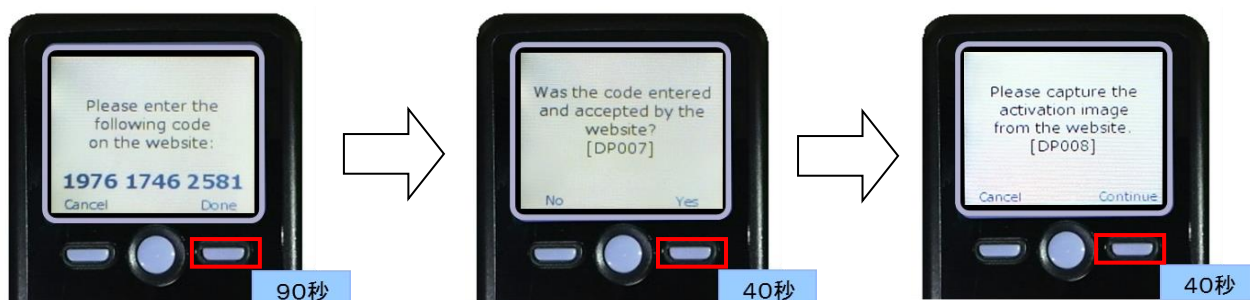 Please enter the
following code
on the website:
1976 1746 2581
Cancel Done
90秒
Was the code entered
and accepted by the
website?
[DP007]
No Yes
40秒
Please capture the
activation image
from the website.
[DP008]
Cancel Continue
40秒